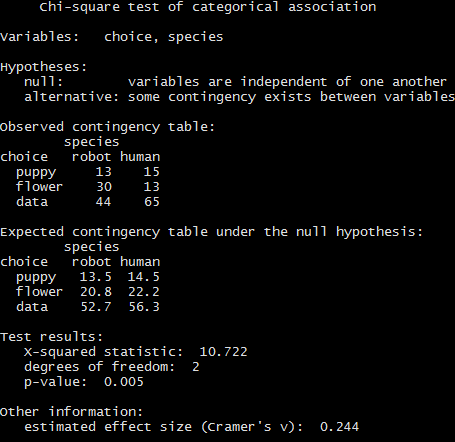 Chi-square test of categorical association
Variables: choice, species
Hypotheses:
null: variables are independent of one another
alternative: some contingency exists between variables
Observed contingency table:
species
choice robot human
puppy 13 15
flower 30 13
data 44 65
Expected contingency table under the null hypothesis:
species
choice robot human
puppy 13.5 14.5
flower 20.8 22.2
data 52.7 56.3
Test results:
X-squared statistic: 10.722
degrees of freedom: 2
p-value: 0.005
Other information:
estimated effect size (Cramer's v): 0.244